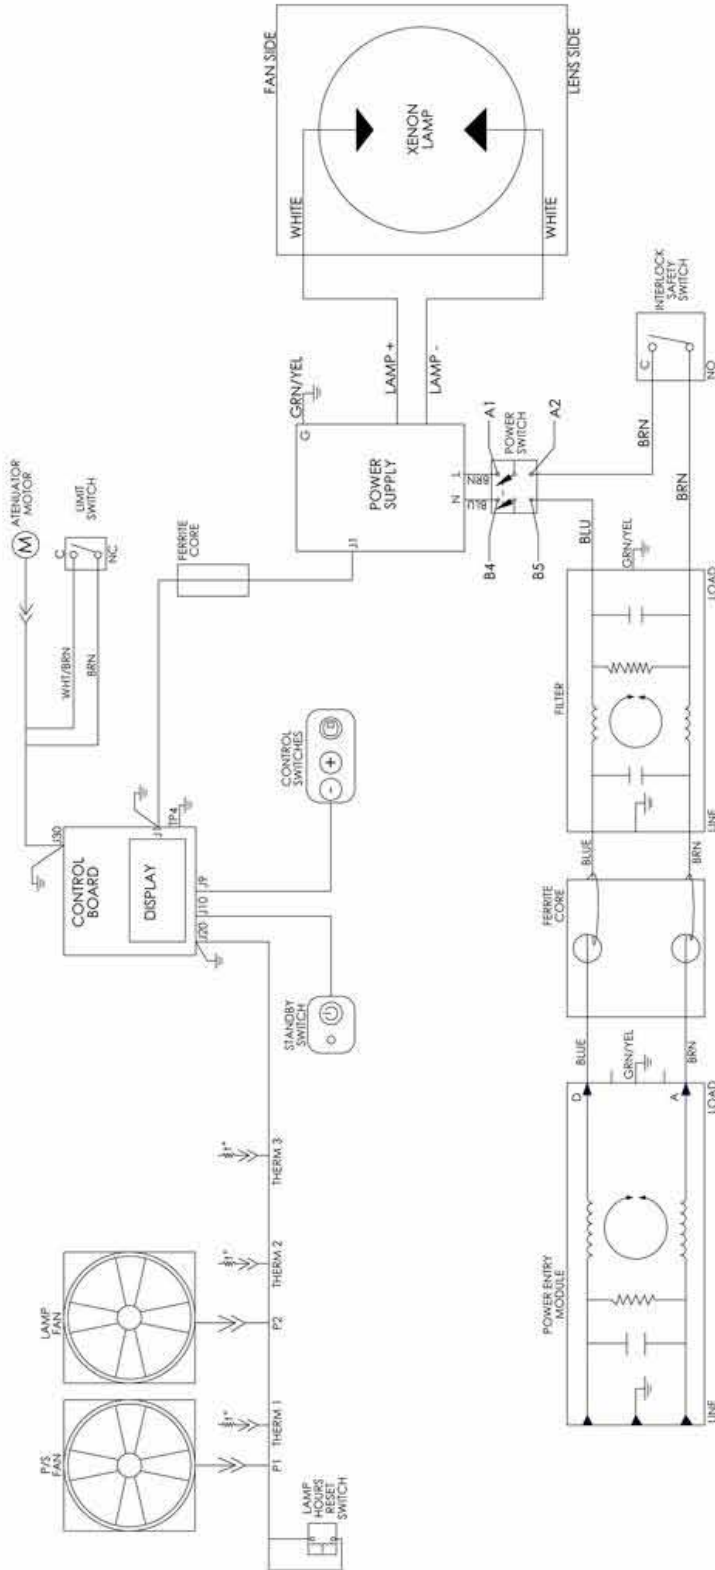 P/S
FAN
LAMP
FAN
P1
THERM 1
P2
THERM 2
THERM 3
t°
t°
t°
LAMP
HOURS
RESET
SWITCH
CONTROL
BOARD
DISPLAY
J30
J1
TP4
J9
J10
J20
STANDBY
SWITCH
CONTROL
SWITCHES
- +
ATENUATOR
MOTOR
M
LIMIT
SWITCH
C
NC
WHT/BRN
BRN
FERRITE
CORE
POWER
SUPPLY
J1
G
GRN/YEL
LAMP +
LAMP -
N
L
BLU
BRN
A1
POWER
SWITCH
A2
B4
B5
FAN SIDE
LENS SIDE
WHITE
WHITE
XENON
LAMP
INTERLOCK
SAFETY
SWITCH
C
NO
BRN
BRN
BLU
POWER ENTRY
MODULE
LINE
LOAD
D
A
BLUE
GRN/YEL
BRN
FERRITE
CORE
BLUE
BRN
FILTER
LINE
LOAD
GRN/YEL